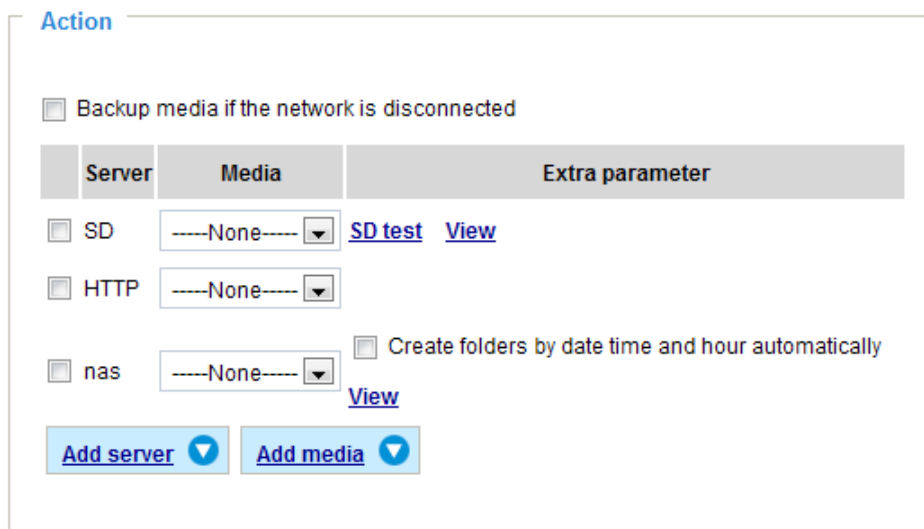 Action
Backup media if the network is disconnected
Server Media Extra parameter
SD -----None----- SD test View
HTTP -----None-----
nas -----None----- Create folders by date time and hour automatically
View
Add server Add media